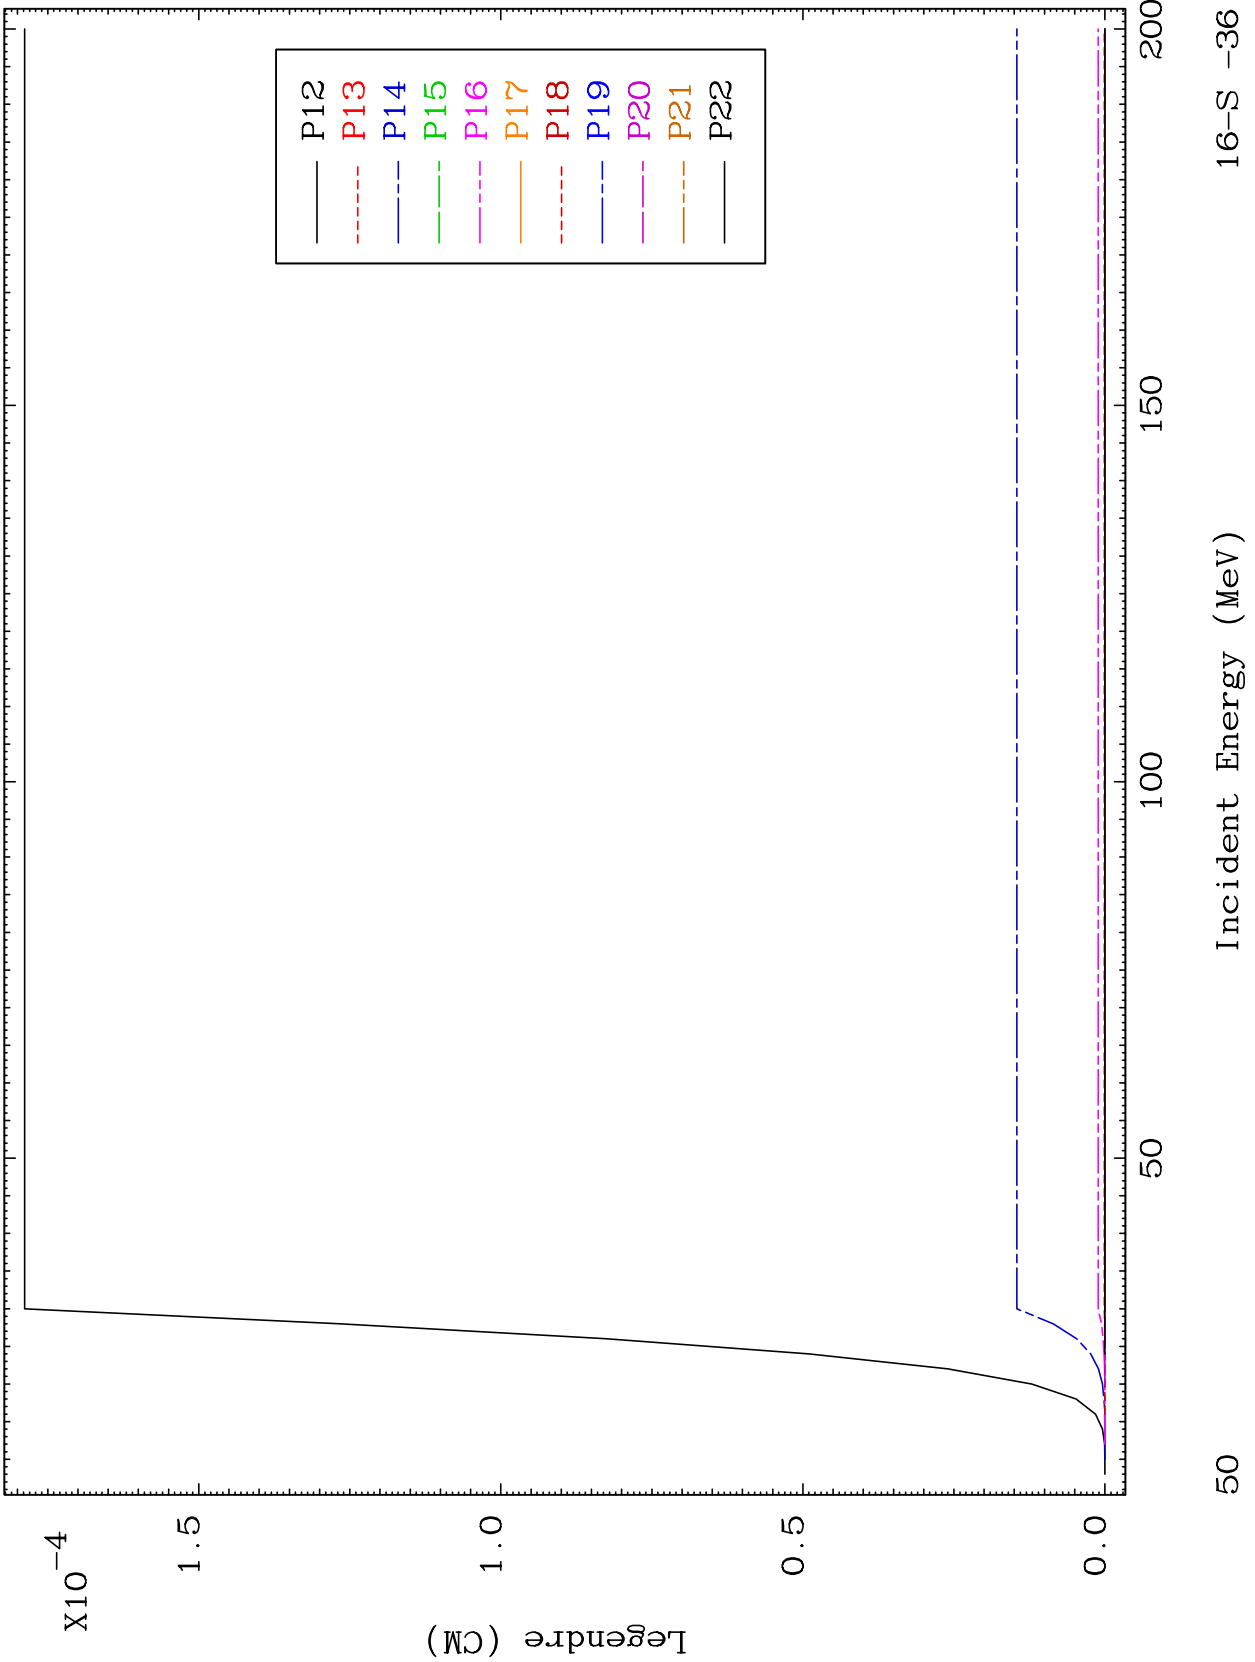 X10-4
1.5
1.0
0.5
0.0
Legendre (CM)
P12
P13
P14
P15
P16
P17
P18
P19
P20
P21
P22
50
100
150
200
Incident Energy (MeV)
50
16-S -36